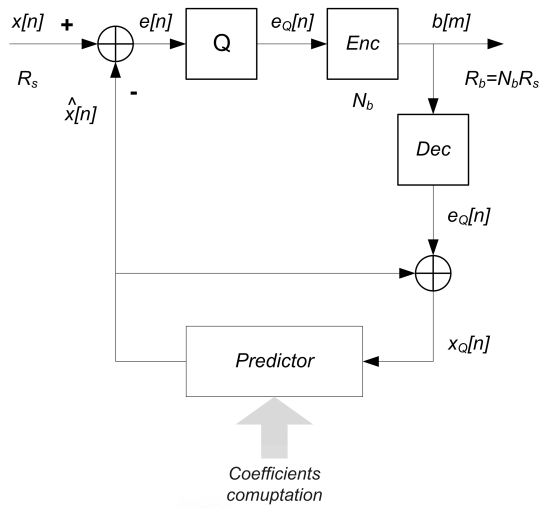 x[n] + e[n] Q e_Q[n] Enc b[m]
R_s - N_b R_b=N_bR_s
x̂[n]
Dec
e_Q[n]
x_Q[n]
Predictor
Coefficients
comuptation